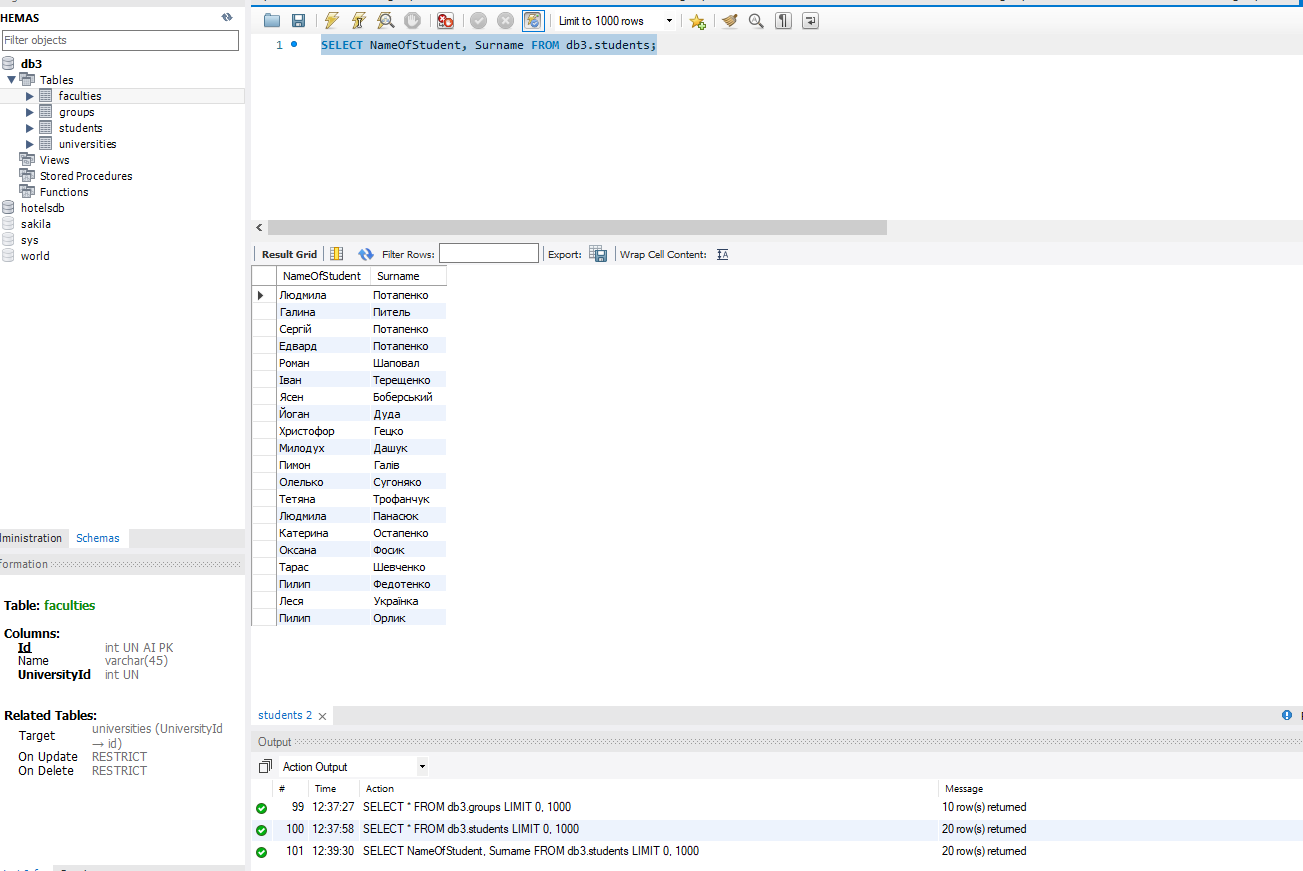 HEMAS
Filter objects
db3
Tables
faculties
groups
students
universities
Views
Stored Procedures
Functions
hotelsdb
sakila
sys
world
Limit to 1000 rows
1 SELECT NameOfStudent, Surname FROM db3.students;
Result Grid Filter Rows: Export: Wrap Cell Content:
NameOfStudent Surname
Людмила Потапенко
Галина Питель
Сергій Потапенко
Едвард Потапенко
Роман Шаповал
Іван Терещенко
Ясен Боберський
Йоган Дуда
Христофор Гецко
Милодух Дашук
Пимон Галів
Олелько Сугоняко
Тетяна Трофанчук
Людмила Панасюк
Катерина Остапенко
Оксана Фосик
Тарас Шевченко
Пилип Федотенко
Леся Українка
Пилип Орлик
dministration Schemas
formation
Table: faculties
Columns:
Id int UN AI PK
Name varchar(45)
UniversityId int UN
Related Tables:
Target universities (UniversityId
→ id)
On Update RESTRICT
On Delete RESTRICT
students 2
Output
Action Output
# Time Action Message
99 12:37:27 SELECT * FROM db3.groups LIMIT 0, 1000 10 row(s) returned
100 12:37:58 SELECT * FROM db3.students LIMIT 0, 1000 20 row(s) returned
101 12:39:30 SELECT NameOfStudent, Surname FROM db3.students LIMIT 0, 1000 20 row(s) returned